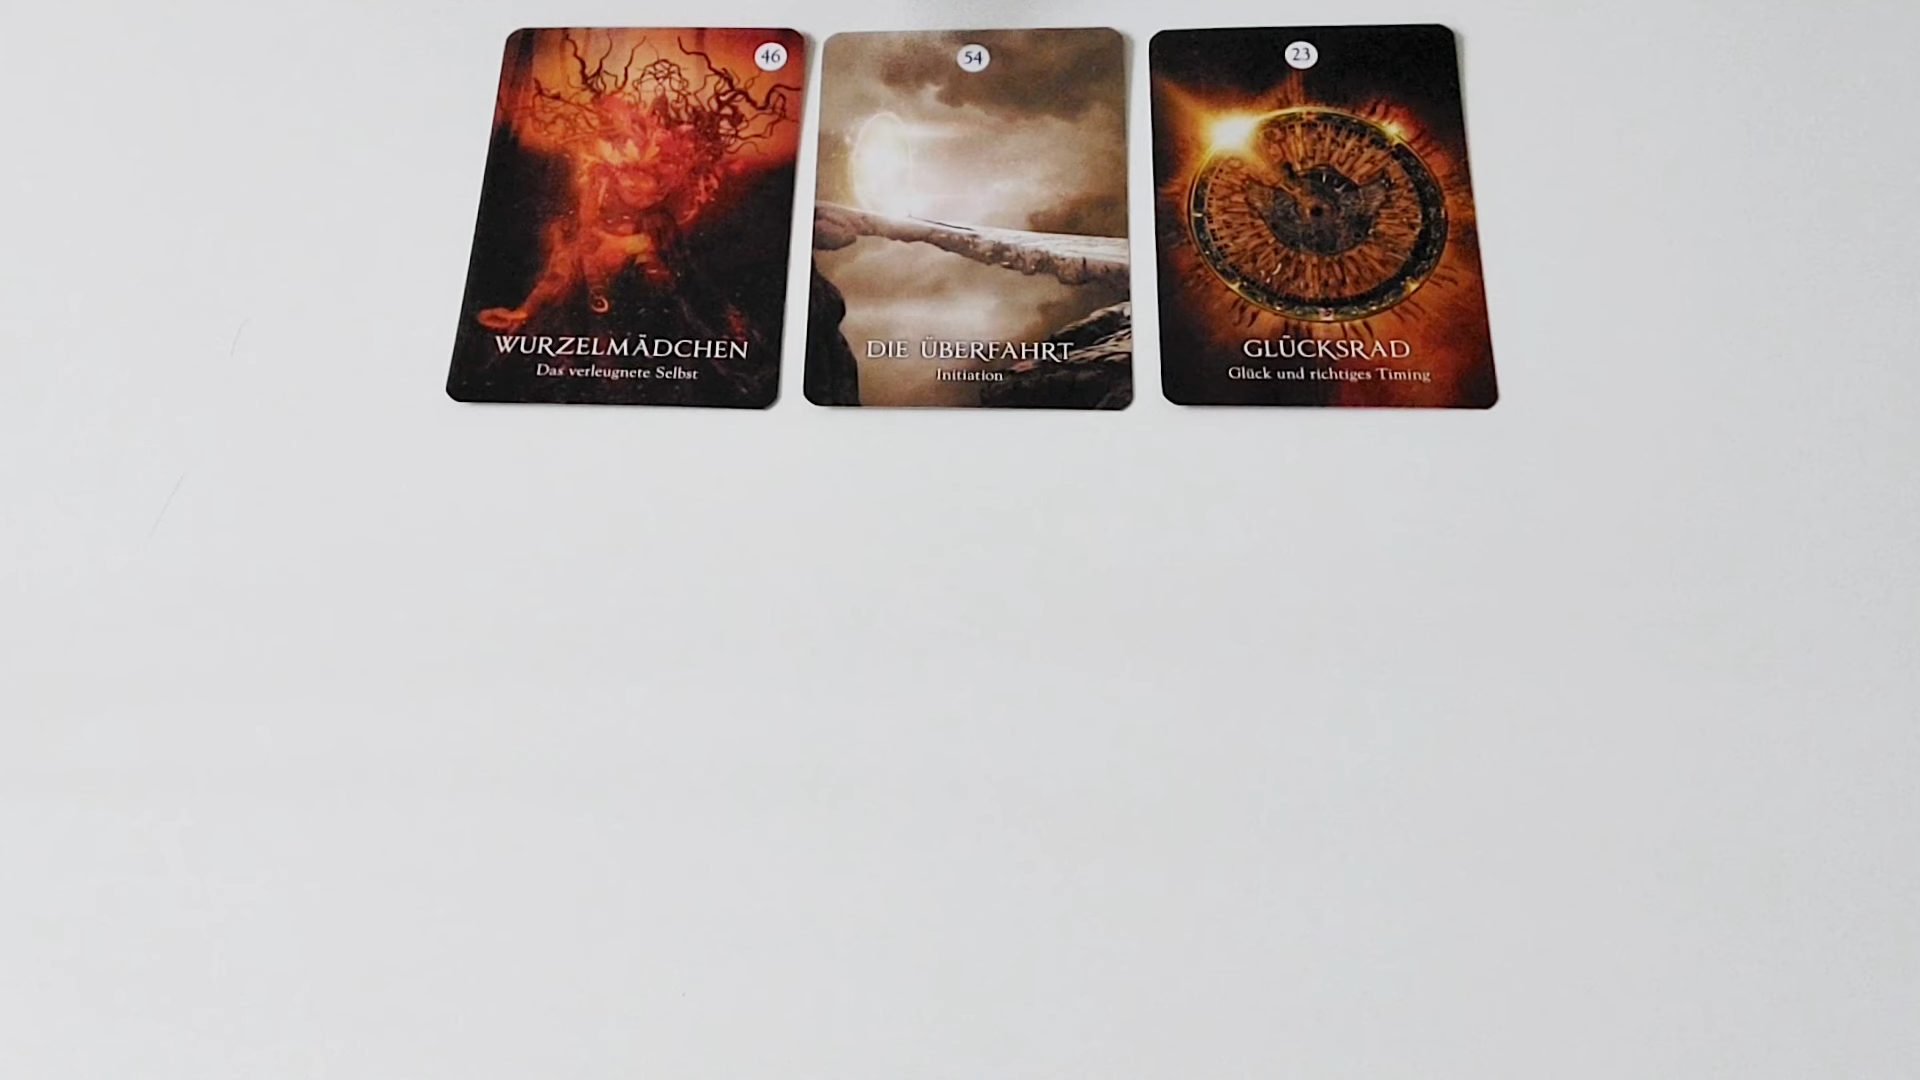 46
WURZELMÄDCHEN
Das verleugnete Selbst
54
DIE ÜBERFAHRT
Initiation
23
GLÜCKSRAD
Glück und richtiges Timing